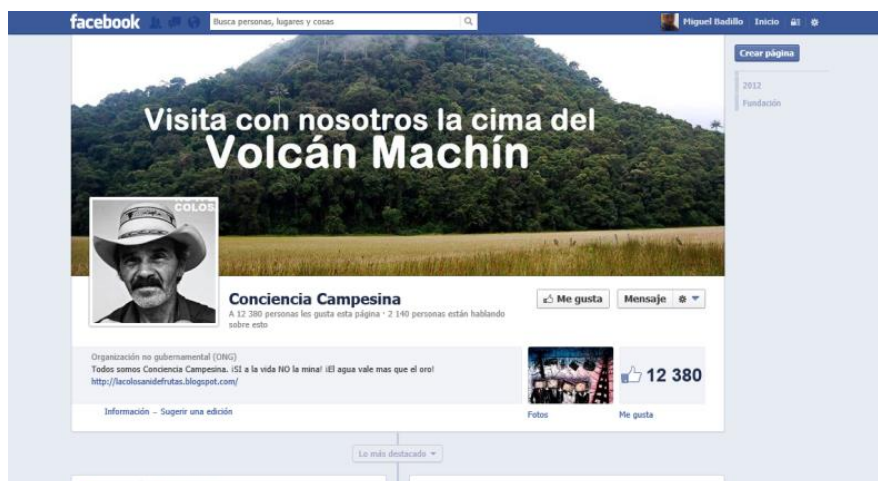 facebook
Busca personas, lugares y cosas
Miguel Badillo Inicio
Crear página
2012
Fundación
Visita con nosotros la cima del
Volcán Machín
COLOS
Conciencia Campesina
A 12 380 personas les gusta esta página · 2 140 personas están hablando
sobre esto
Me gusta
Mensaje
Organización no gubernamental (ONG)
Todos somos Conciencia Campesina. ¡SI a la vida NO la mina! ¡El agua vale mas que el oro!
http://lacolosanidefrutas.blogspot.com/
12 380
Información – Sugerir una edición
Fotos
Me gusta
Lo más destacado